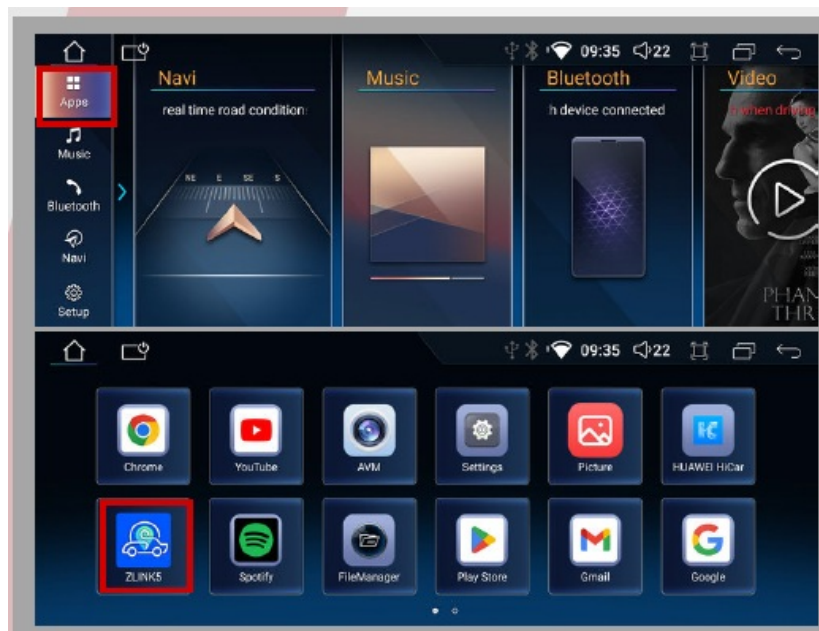 09:35 22
Apps
Music
Bluetooth
Navi
Setup
Navi
real time road condition
NE E SE S
Music
Bluetooth
h device connected
Video
when driving
PHAN
THR
09:35 22
Chrome YouTube AVM Settings Picture HUAWEI HiCar
ZLINK5 Spotify FileManager Play Store Gmail Google